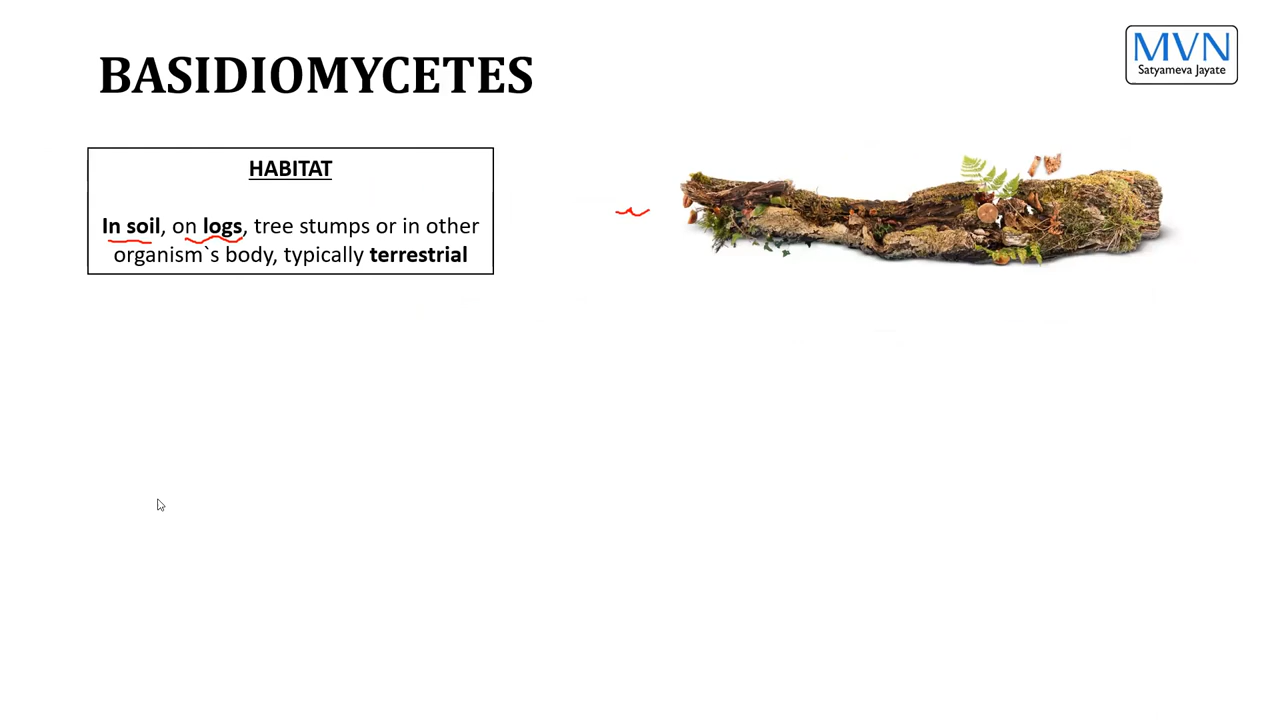 BASIDIOMYCETES
MVN
Satyameva Jayate
HABITAT
In soil, on logs, tree stumps or in other
organism`s body, typically terrestrial